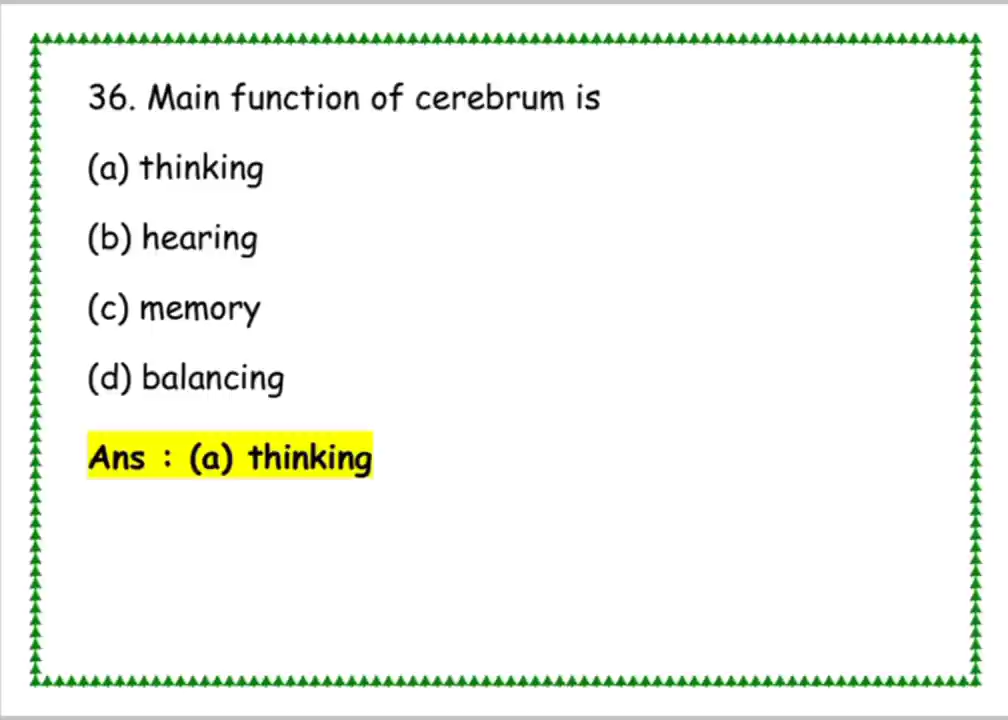 36. Main function of cerebrum is
(a) thinking
(b) hearing
(c) memory
(d) balancing
Ans : (a) thinking